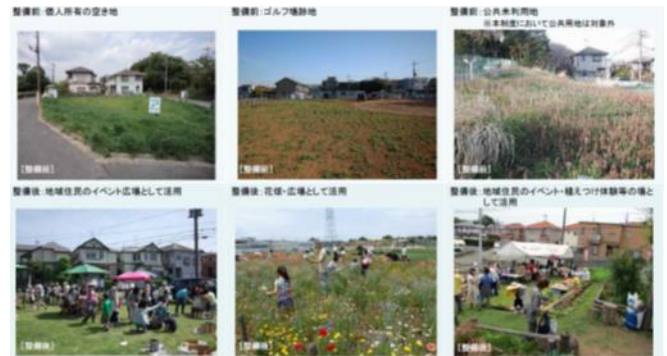 整備前:個人所有の空き地
整備前:ゴルフ場跡地
整備前:公共未利用地
※本制度において公共用地は対象外
[整備前]
[整備前]
[整備前]
整備後:地域住民のイベント広場として活用
整備後:花畑・広場として活用
整備後:地域住民のイベント・植えつけ体験等の場と
して活用
[整備後]
[整備後]
[整備後]